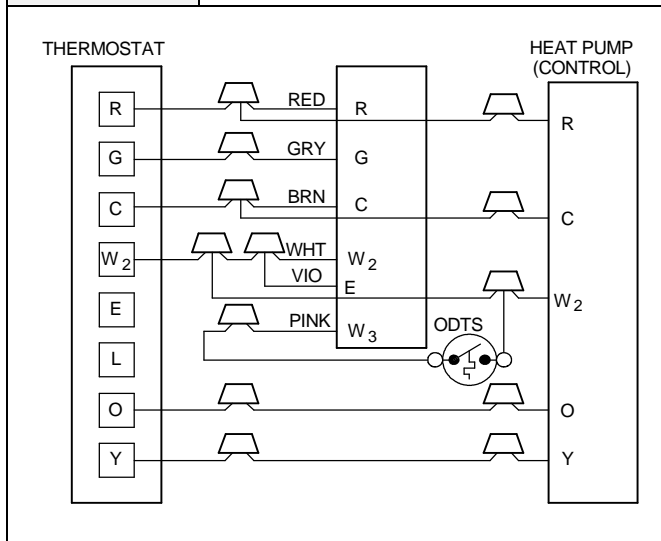 THERMOSTAT
HEAT PUMP
(CONTROL)
R
RED
R
R
G
GRY
G
C
BRN
C
C
W2
WHT
W2
VIO
E
W2
E
PINK
W3
ODTS
L
O
O
Y
Y